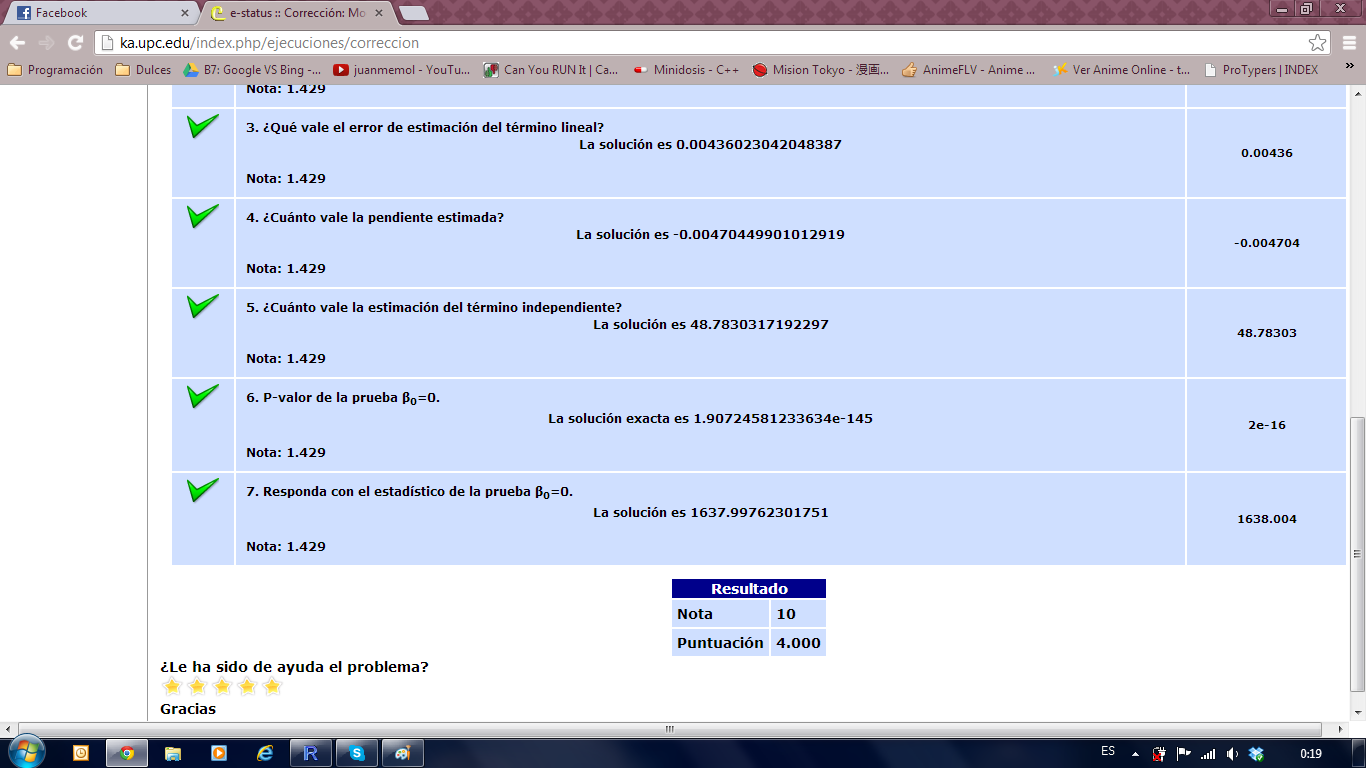 Facebook
e-status :: Corrección: Mo
ka.upc.edu/index.php/ejecuciones/correccion
Programación Dulces B7: Google VS Bing -... juanmemol - YouTu... Can You RUN It | Ca... Minidosis - C++ Mision Tokyo - 漫画... AnimeFLV - Anime ... Ver Anime Online - t... ProTypers | INDEX »
Nota: 1.429
3. ¿Qué vale el error de estimación del término lineal?
La solución es 0.00436023042048387
0.00436
Nota: 1.429
4. ¿Cuánto vale la pendiente estimada?
La solución es -0.00470449901012919
-0.004704
Nota: 1.429
5. ¿Cuánto vale la estimación del término independiente?
La solución es 48.7830317192297
48.78303
Nota: 1.429
6. P-valor de la prueba β₀=0.
La solución exacta es 1.90724581233634e-145
2e-16
Nota: 1.429
7. Responda con el estadístico de la prueba β₀=0.
La solución es 1637.99762301751
1638.004
Nota: 1.429
Resultado
Nota 10
Puntuación 4.000
¿Le ha sido de ayuda el problema?
Gracias
ES 0:19